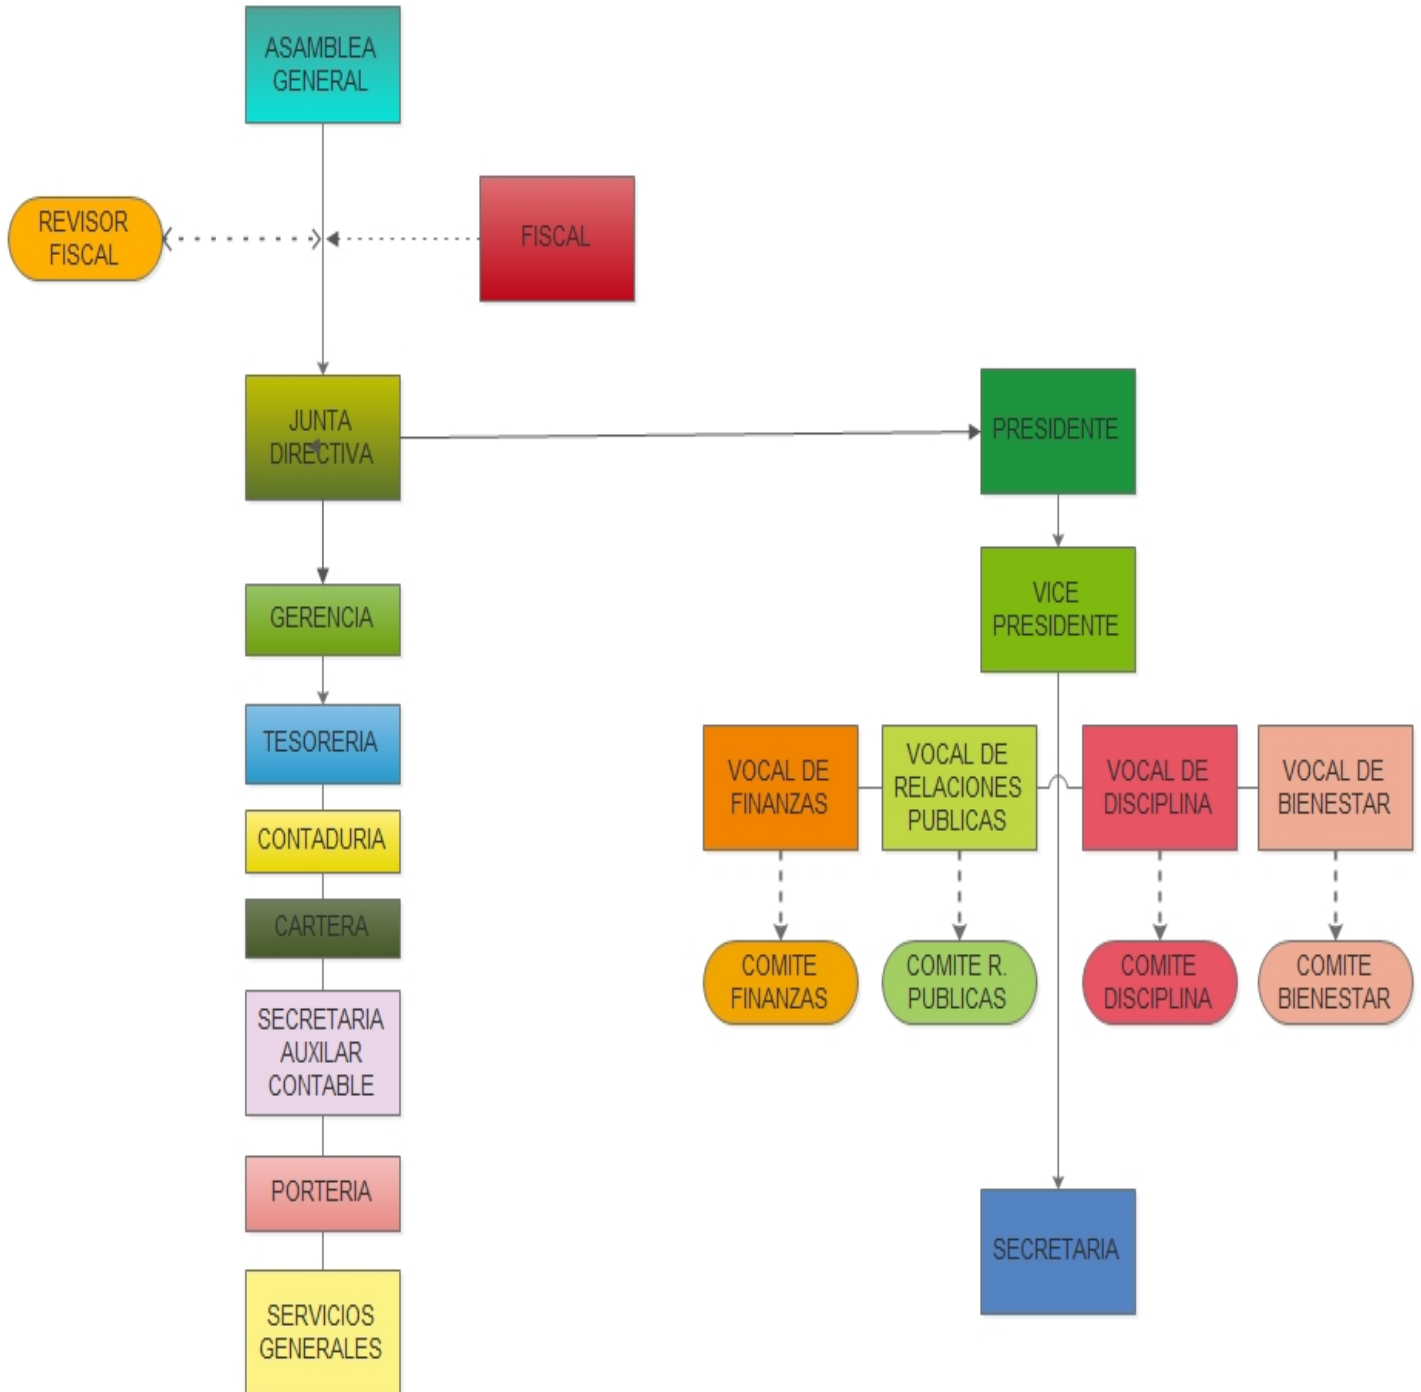 ASAMBLEA
GENERAL
REVISOR
FISCAL
FISCAL
JUNTA
DIRECTIVA
PRESIDENTE
VICE
PRESIDENTE
GERENCIA
TESORERIA
CONTADURIA
CARTERA
SECRETARIA
AUXILAR
CONTABLE
PORTERIA
SERVICIOS
GENERALES
VOCAL DE
FINANZAS
VOCAL DE
RELACIONES
PUBLICAS
VOCAL DE
DISCIPLINA
VOCAL DE
BIENESTAR
COMITE
FINANZAS
COMITE R.
PUBLICAS
COMITE
DISCIPLINA
COMITE
BIENESTAR
SECRETARIA